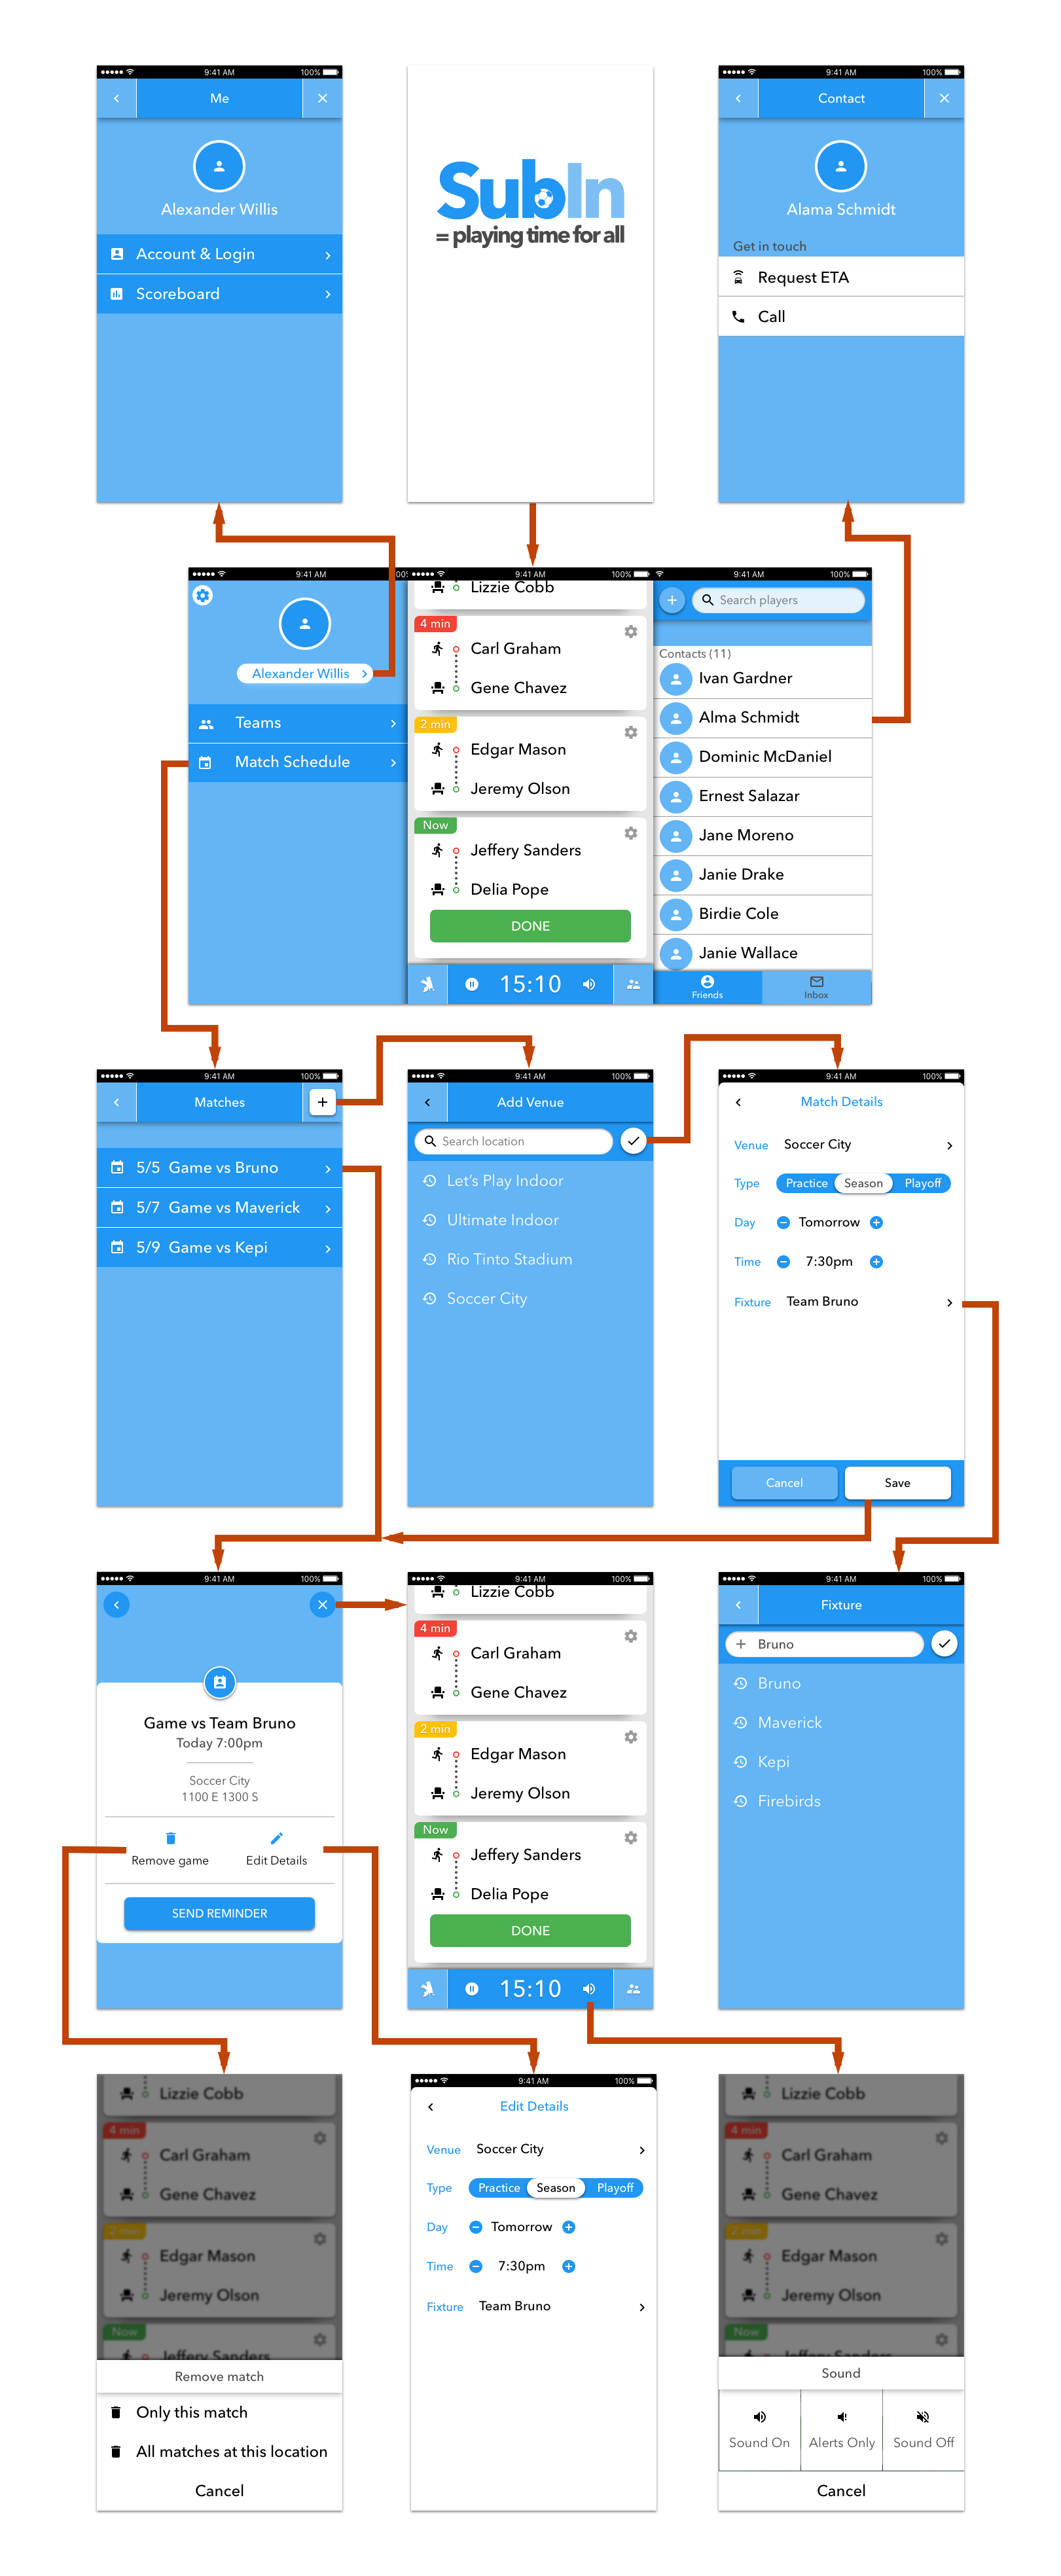 9:41 AM 100%
Me
Alexander Willis
Account & Login
Scoreboard
SubIn
= playing time for all
9:41 AM 100%
Contact
Alama Schmidt
Get in touch
Request ETA
Call
9:41 AM 100%
Alexander Willis
Teams
Match Schedule
9:41 AM 100%
Lizzie Cobb
4 min
Carl Graham
Gene Chavez
2 min
Edgar Mason
Jeremy Olson
Now
Jeffery Sanders
Delia Pope
DONE
15:10
9:41 AM 100%
Search players
Contacts (11)
Ivan Gardner
Alma Schmidt
Dominic McDaniel
Ernest Salazar
Jane Moreno
Janie Drake
Birdie Cole
Janie Wallace
Friends
Inbox
9:41 AM 100%
Matches
5/5 Game vs Bruno
5/7 Game vs Maverick
5/9 Game vs Kepi
9:41 AM 100%
Add Venue
Search location
Let's Play Indoor
Ultimate Indoor
Rio Tinto Stadium
Soccer City
9:41 AM 100%
Match Details
Venue Soccer City
Type Practice Season Playoff
Day Tomorrow
Time 7:30pm
Fixture Team Bruno
Cancel Save
9:41 AM 100%
Game vs Team Bruno
Today 7:00pm
Soccer City
1100 E 1300 S
Remove game Edit Details
SEND REMINDER
9:41 AM 100%
Lizzie Cobb
4 min
Carl Graham
Gene Chavez
2 min
Edgar Mason
Jeremy Olson
Now
Jeffery Sanders
Delia Pope
DONE
15:10
9:41 AM 100%
Fixture
Bruno
Bruno
Maverick
Kepi
Firebirds
Lizzie Cobb
4 min
Carl Graham
Gene Chavez
2 min
Edgar Mason
Jeremy Olson
Now
Jeffery Sanders
Remove match
Only this match
All matches at this location
Cancel
9:41 AM 100%
Edit Details
Venue Soccer City
Type Practice Season Playoff
Day Tomorrow
Time 7:30pm
Fixture Team Bruno
Lizzie Cobb
4 min
Carl Graham
Gene Chavez
2 min
Edgar Mason
Jeremy Olson
Now
Jeffery Sanders
Sound
Sound On Alerts Only Sound Off
Cancel